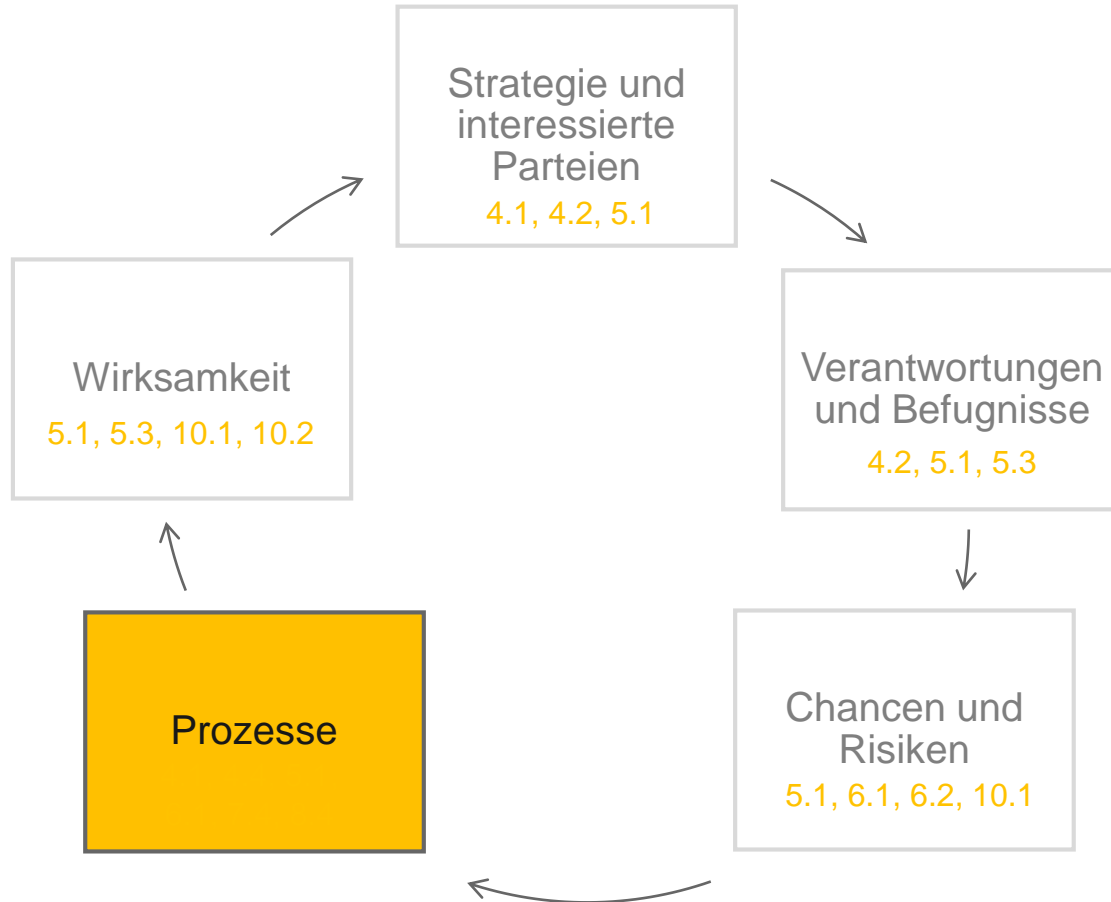 Strategie und
interessierte
Parteien
4.1, 4.2, 5.1
Verantwortungen
und Befugnisse
4.2, 5.1, 5.3
Chancen und
Risiken
5.1, 6.1, 6.2, 10.1
Prozesse
Wirksamkeit
5.1, 5.3, 10.1, 10.2